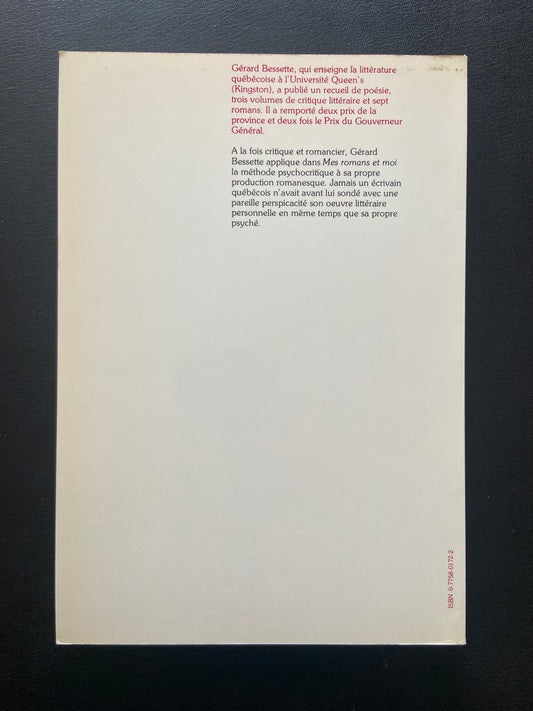 Gérard Bessette, qui enseigne la littérature
québécoise à l'Université Queen's
(Kingston), a publié un recueil de poésie,
trois volumes de critique littéraire et sept
romans. Il a remporté deux prix de la
province et deux fois le Prix du Gouverneur
Général.
A la fois critique et romancier, Gérard
Bessette applique dans Mes romans et moi
la méthode psychocritique à sa propre
production romanesque. Jamais un écrivain
québécois n'avait avant lui sondé avec une
pareille perspicacité son oeuvre littéraire
personnelle en même temps que sa propre
psyché.
ISBN 0-7758-0172-2